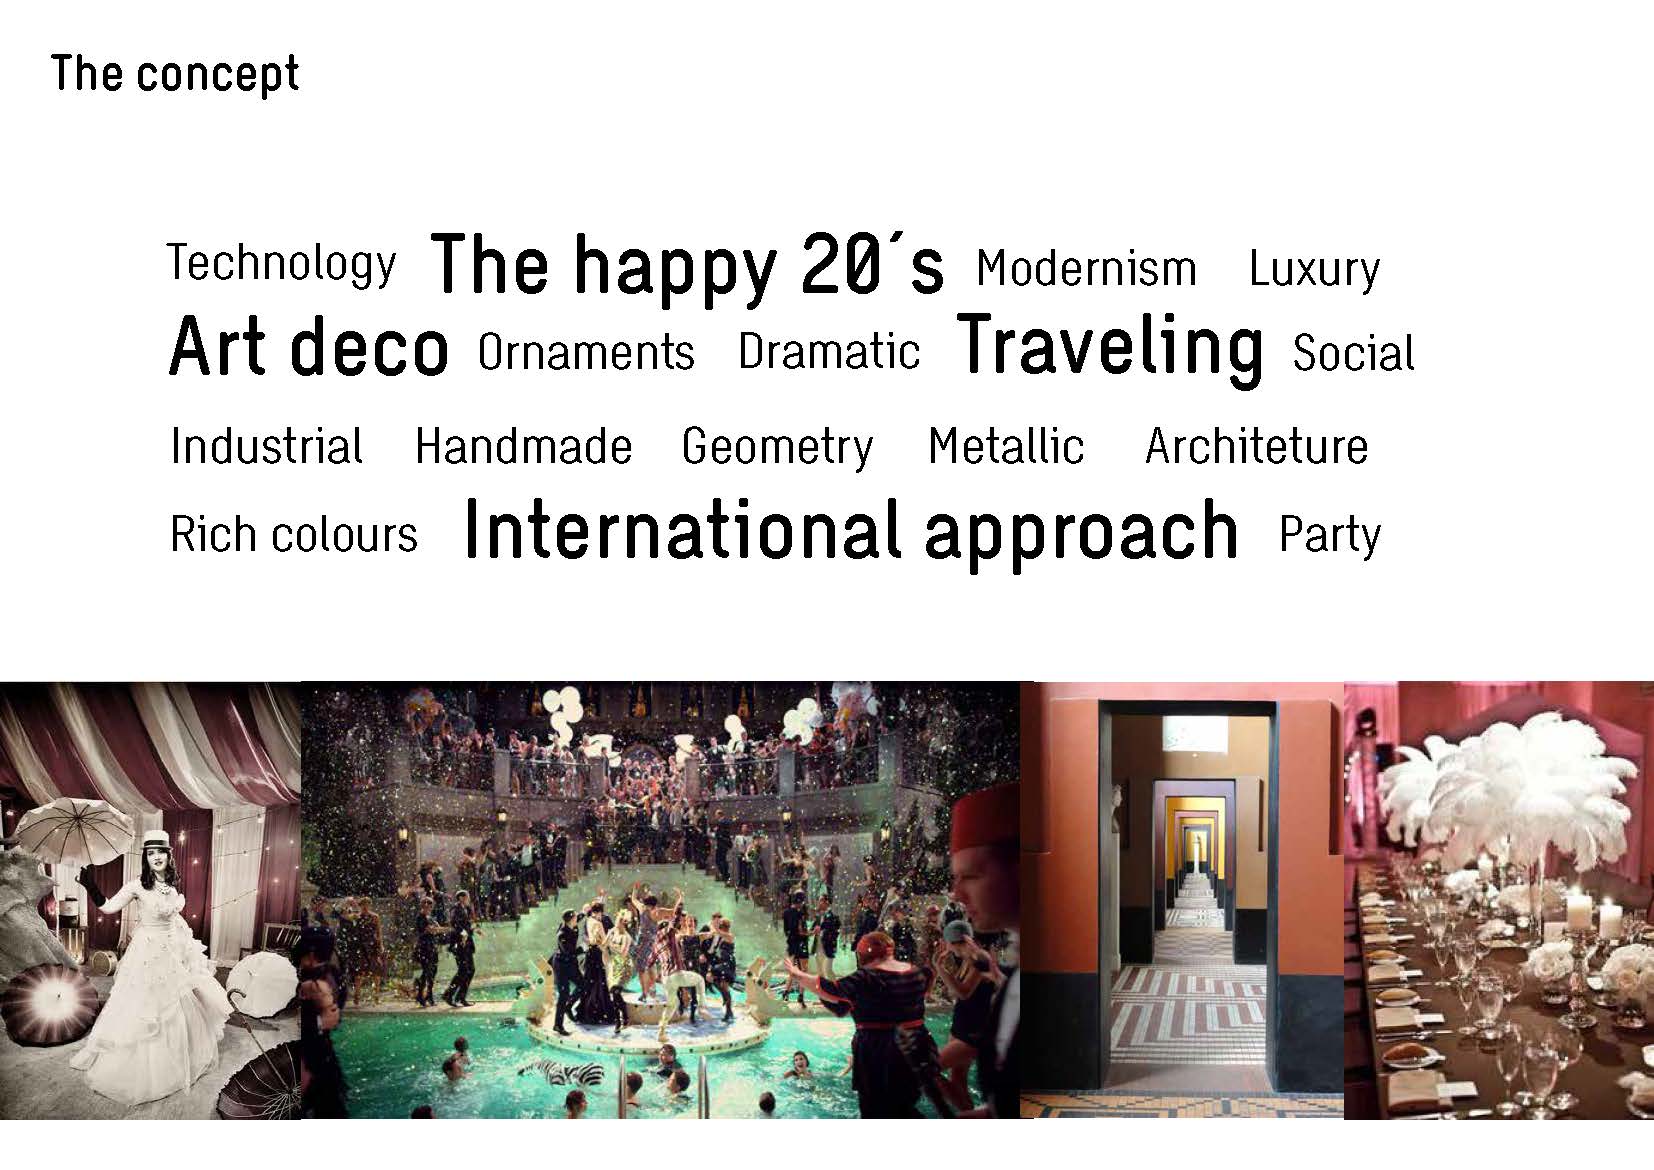 The concept
Technology The happy 20´s Modernism Luxury
Art deco Ornaments Dramatic Traveling Social
Industrial Handmade Geometry Metallic Architeture
Rich colours International approach Party